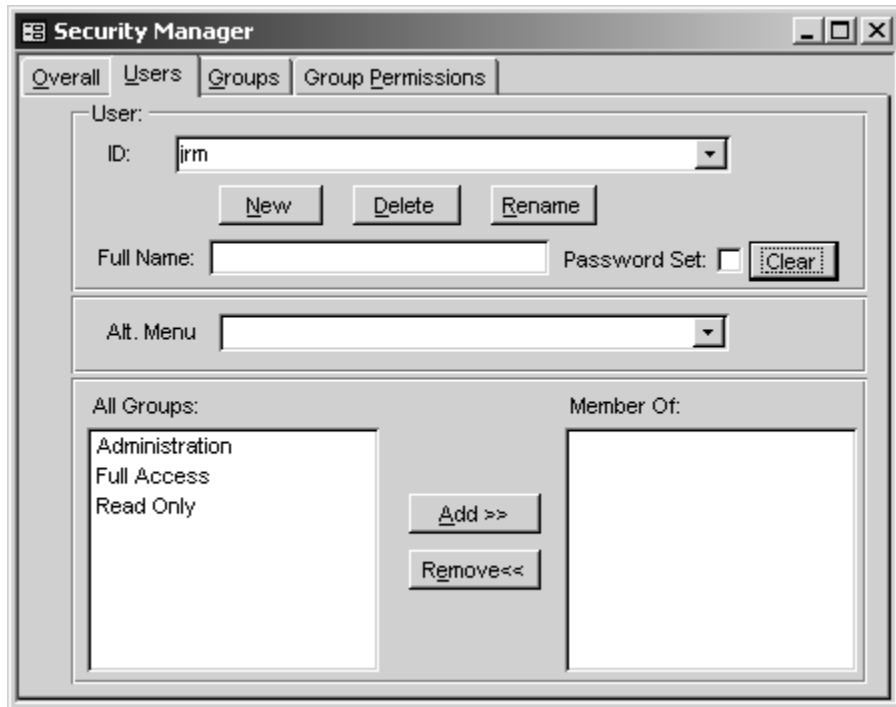 Security Manager
Overall Users Groups Group Permissions
User:
ID: jrm
New Delete Rename
Full Name: Password Set: Clear
Alt. Menu
All Groups: Member Of:
Administration
Full Access
Read Only
Add >>
Remove<<